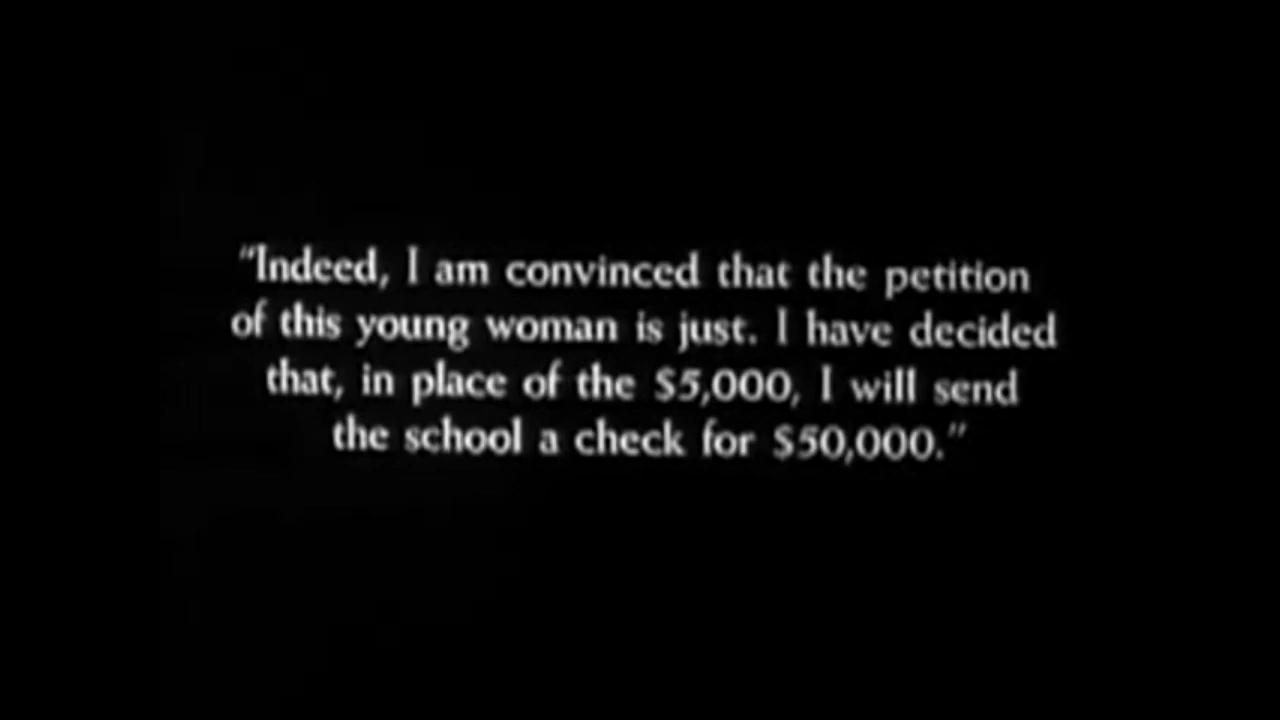 "Indeed, I am convinced that the petition
of this young woman is just. I have decided
that, in place of the $5,000, I will send
the school a check for $50,000."